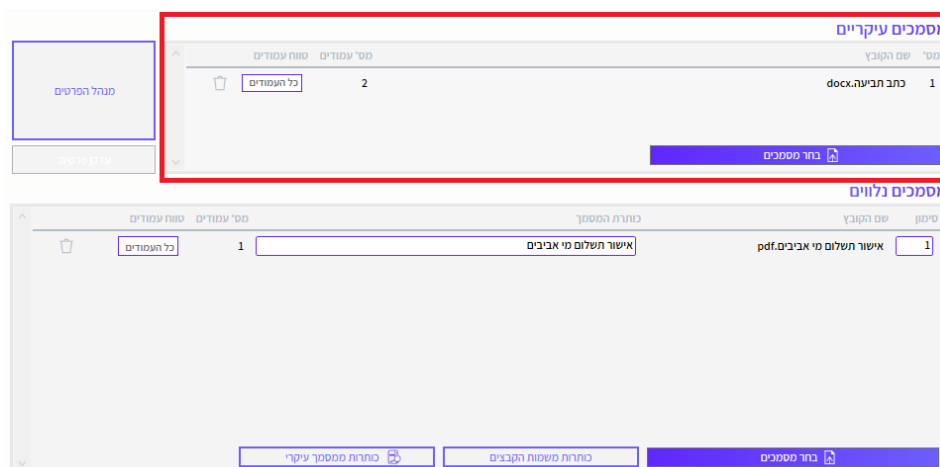 מסמכים עיקריים
מס' שם הקובץ מס' עמודים טווח עמודים
1 כתב תביעה.docx 2 כל העמודים
מנהל הפרטים
עדכן פרטים
בחר מסמכים
מסמכים נלווים
סימון שם הקובץ כותרת המסמך מס' עמודים טווח עמודים
1 אישור תשלום מי אביבים.pdf אישור תשלום מי אביבים 1 כל העמודים
בחר מסמכים כותרות משמות הקבצים כותרות ממסמך עיקרי